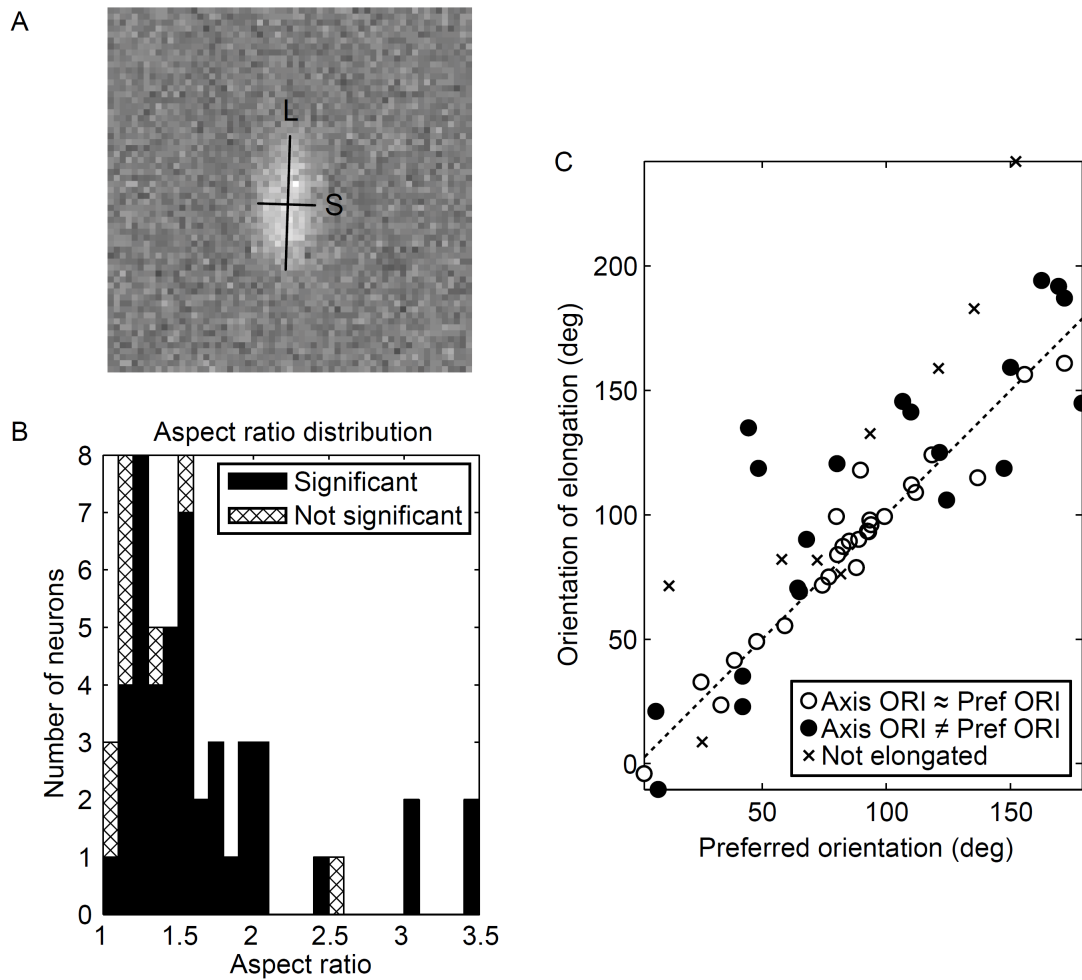 A
L
S
B
Aspect ratio distribution
Number of neurons
8
7
6
5
4
3
2
1
0
Significant
Not significant
1
1.5
2
2.5
3
3.5
Aspect ratio
C
Orientation of elongation (deg)
200
150
100
50
0
Axis ORI ≈ Pref ORI
Axis ORI ≠ Pref ORI
Not elongated
50
100
150
Preferred orientation (deg)